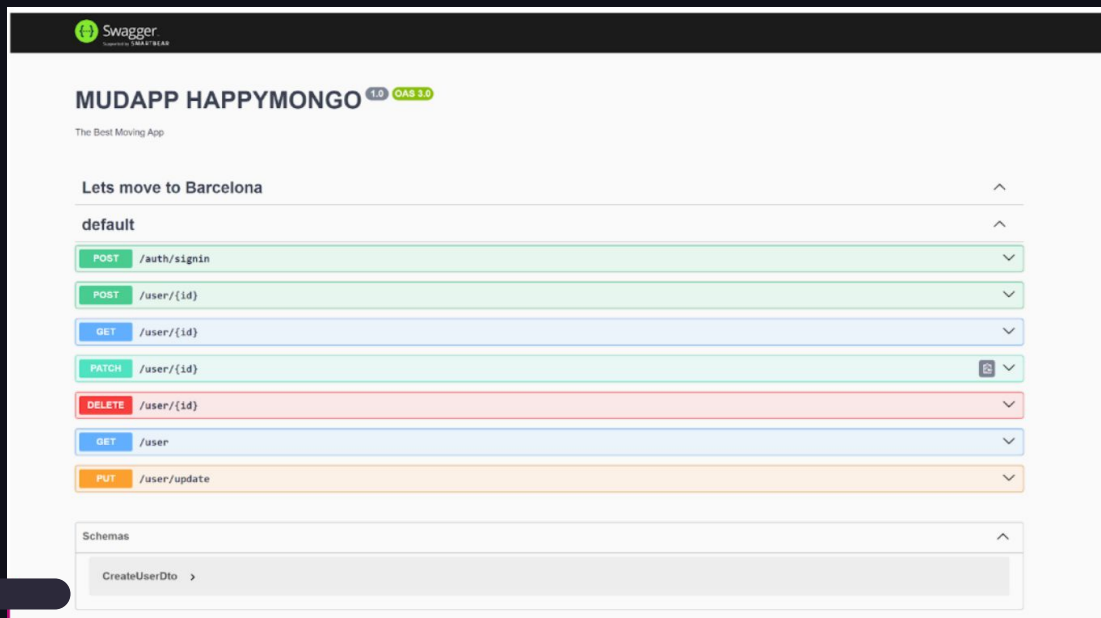 Swagger.
Supported by SMARTBEAR
MUDAPP HAPPYMONGO 1.0 OAS 3.0
The Best Moving App
Lets move to Barcelona
default
POST /auth/signin
POST /user/{id}
GET /user/{id}
PATCH /user/{id}
DELETE /user/{id}
GET /user
PUT /user/update
Schemas
CreateUserDto